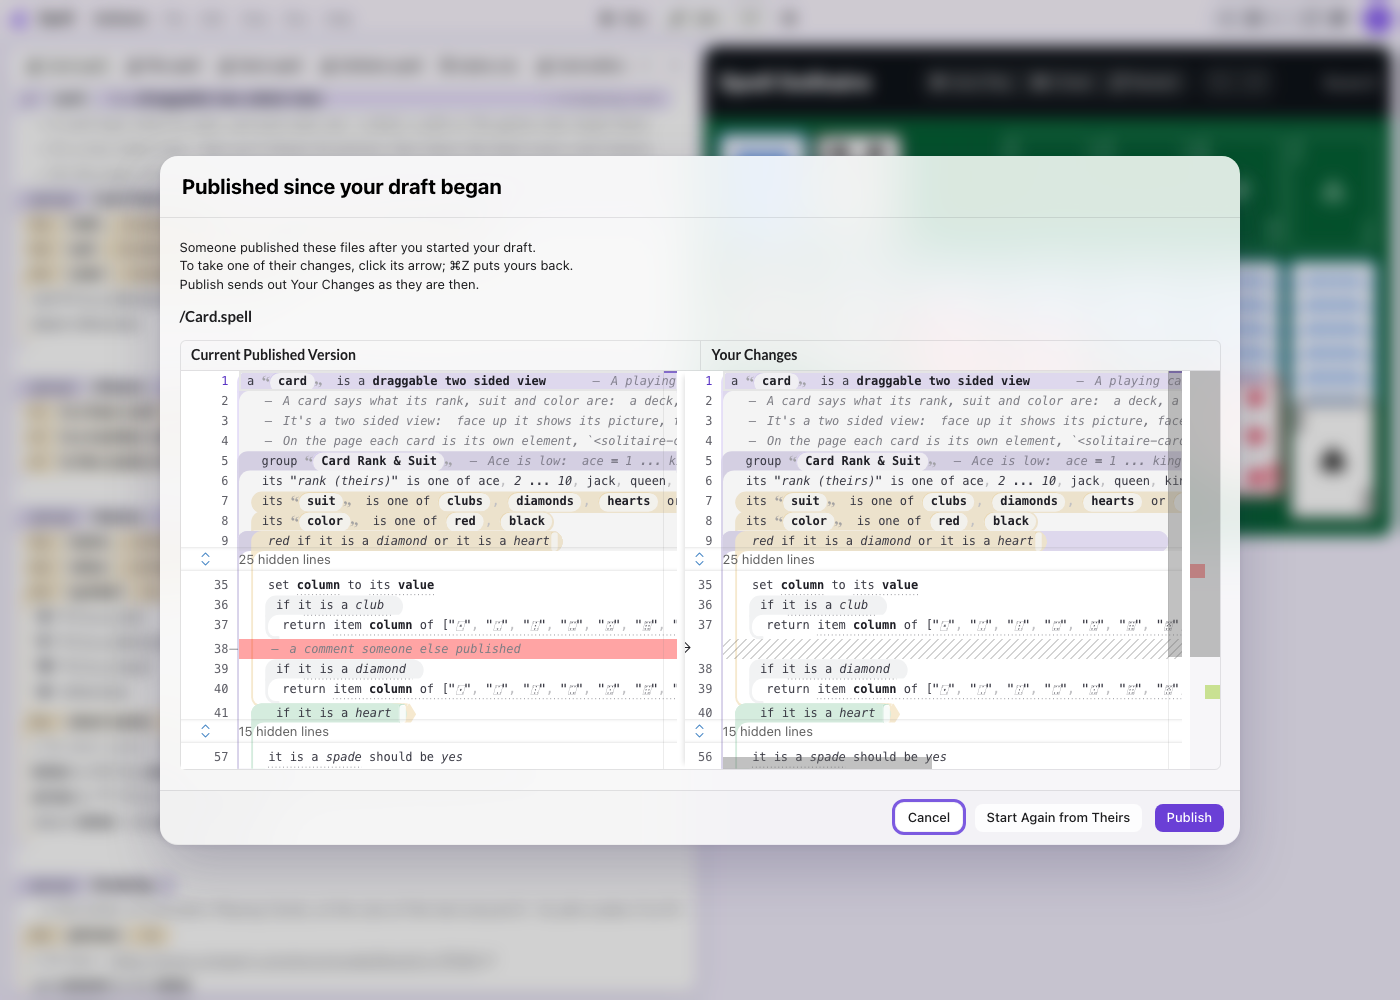 Published since your draft began
Someone published these files after you started your draft.
To take one of their changes, click its arrow; ⌘Z puts yours back.
Publish sends out Your Changes as they are then.
/Card.spell
Current Published Version
1 a “ card ” is a draggable two sided view – A playing
2 – A card says what its rank, suit and color are: a deck,
3 – It's a two sided view: face up it shows its picture, f
4 – On the page each card is its own element, `<solitaire-c
5 group “ Card Rank & Suit ” – Ace is low: ace = 1 ... k
6 its "rank (theirs)" is one of ace, 2 ... 10, jack, queen,
7 its “ suit ” is one of clubs , diamonds , hearts or
8 its “ color ” is one of red , black
9 red if it is a diamond or it is a heart
25 hidden lines
35 set column to its value
36 if it is a club
37 return item column of ["
38 – a comment someone else published
39 if it is a diamond
40 return item column of ["
41 if it is a heart
15 hidden lines
57 it is a spade should be yes
Your Changes
1 a “ card ” is a draggable two sided view – A playing ca
2 – A card says what its rank, suit and color are: a deck, a
3 – It's a two sided view: face up it shows its picture, fac
4 – On the page each card is its own element, `<solitaire-card
5 group “ Card Rank & Suit ” – Ace is low: ace = 1 ... king
6 its "rank (theirs)" is one of ace, 2 ... 10, jack, queen, kin
7 its “ suit ” is one of clubs , diamonds , hearts or
8 its “ color ” is one of red , black
9 red if it is a diamond or it is a heart
25 hidden lines
35 set column to its value
36 if it is a club
37 return item column of ["
38 if it is a diamond
39 return item column of ["
40 if it is a heart
15 hidden lines
56 it is a spade should be yes
Cancel
Start Again from Theirs
Publish